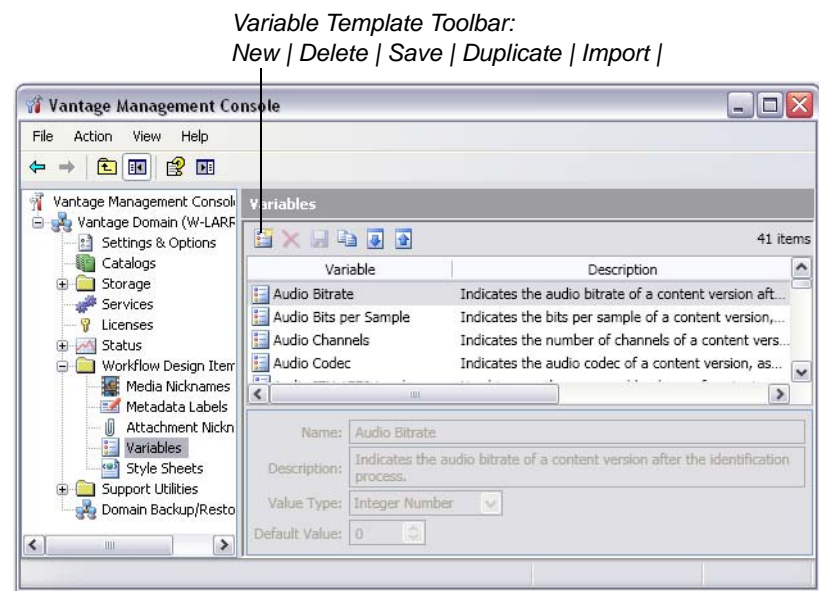 Variable Template Toolbar:
New | Delete | Save | Duplicate | Import |
Vantage Management Console
File Action View Help
Vantage Management Consol
Vantage Domain (W-LARR
Settings & Options
Catalogs
Storage
Services
Licenses
Status
Workflow Design Item
Media Nicknames
Metadata Labels
Attachment Nickn
Variables
Style Sheets
Support Utilities
Domain Backup/Resto
Variables
41 items
Variable Description
Audio Bitrate Indicates the audio bitrate of a content version aft...
Audio Bits per Sample Indicates the bits per sample of a content version,...
Audio Channels Indicates the number of channels of a content vers...
Audio Codec Indicates the audio codec of a content version, as...
Name: Audio Bitrate
Description: Indicates the audio bitrate of a content version after the identification
process.
Value Type: Integer Number
Default Value: 0